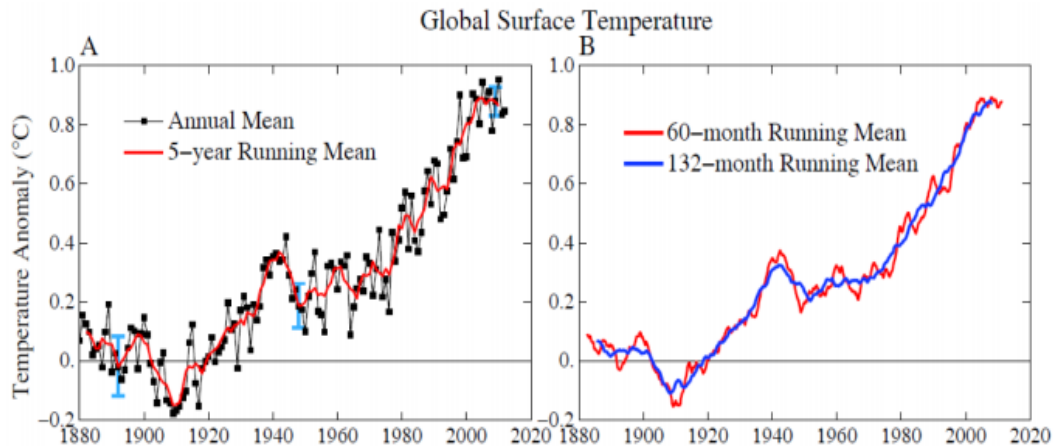 Global Surface Temperature
A
B
Temperature Anomaly (°C)
1.0
0.8
0.6
0.4
0.2
0.
−0.2
Annual Mean
5−year Running Mean
1880 1900 1920 1940 1960 1980 2000 2020
1.0
0.8
0.6
0.4
0.2
0.
−0.2
60−month Running Mean
132−month Running Mean
1880 1900 1920 1940 1960 1980 2000 2020